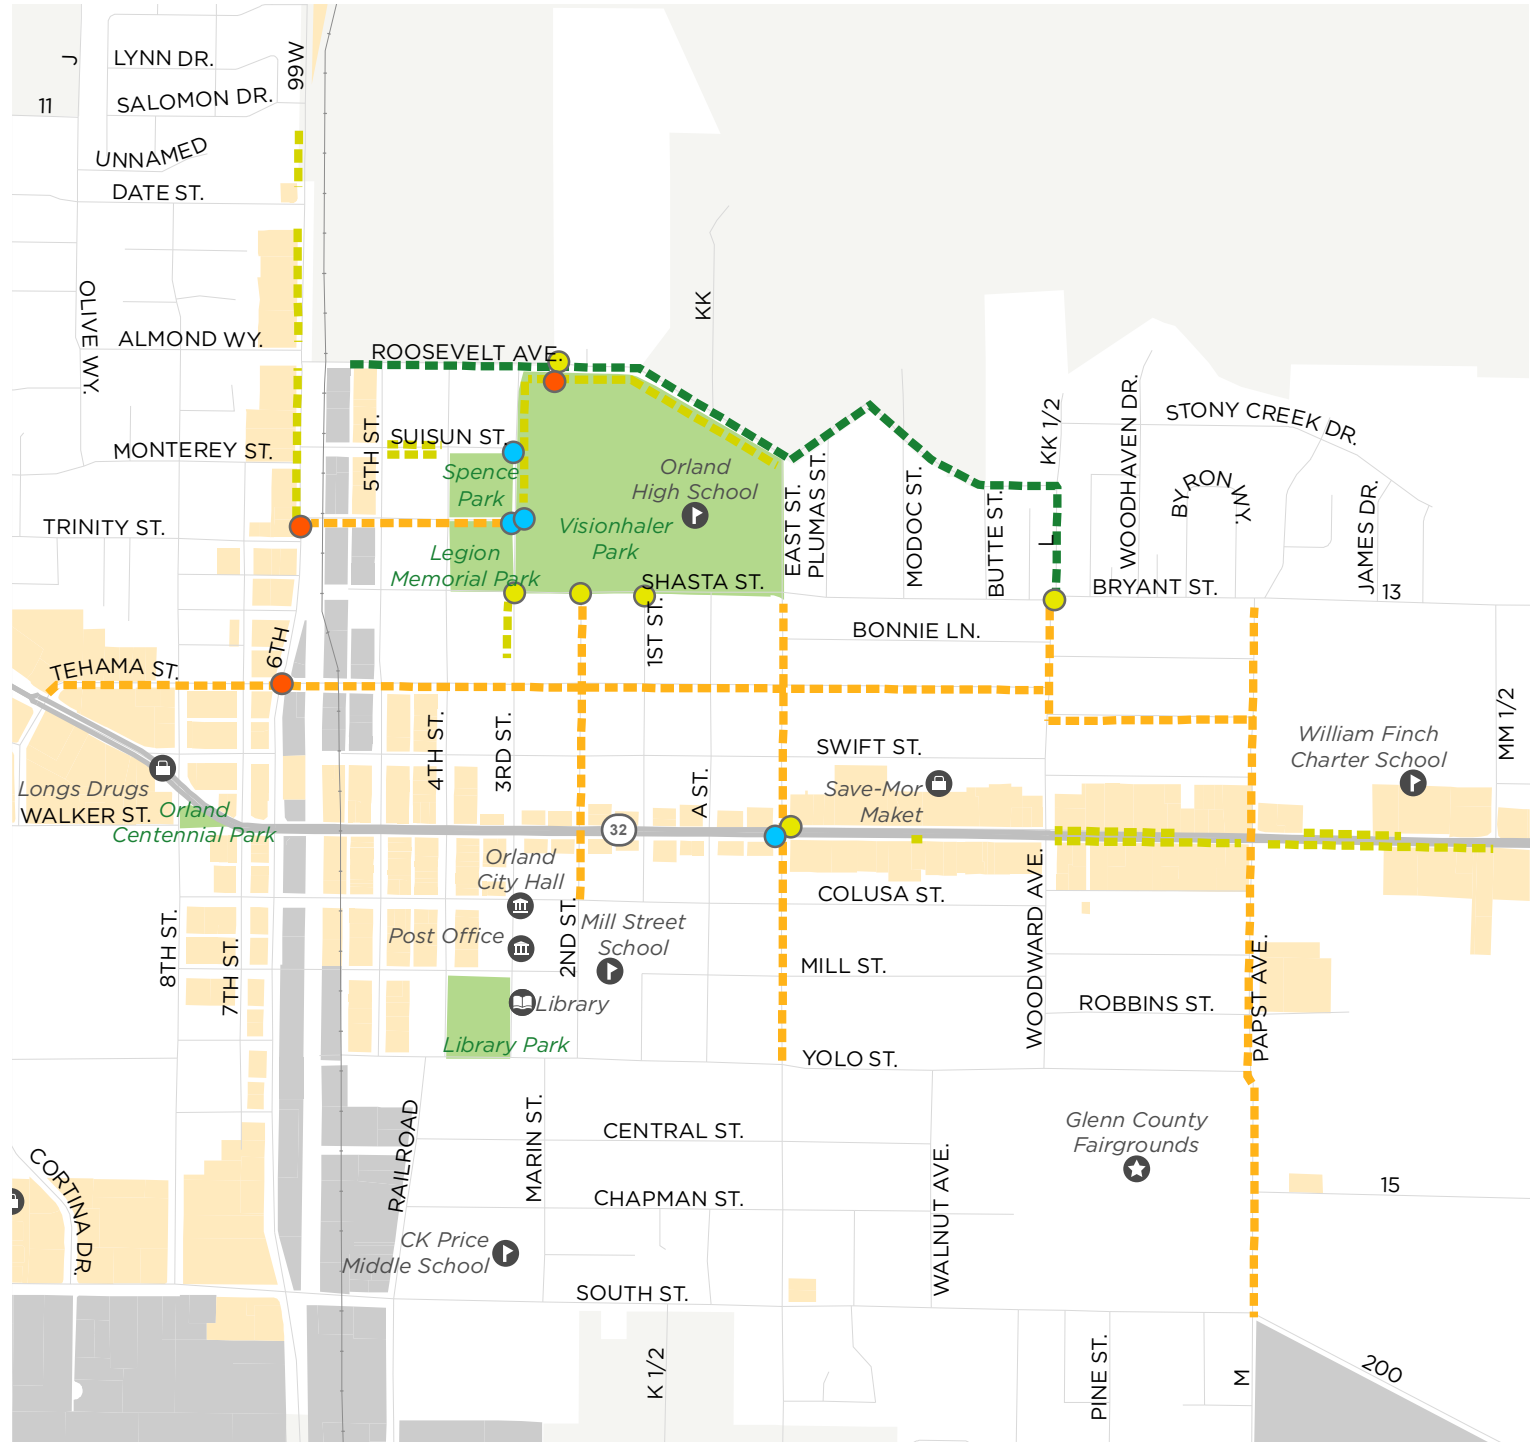 J
LYNN DR.
99W
11
SALOMON DR.
UNNAMED
DATE ST.
OLIVE WY.
ALMOND WY.
KK
ROOSEVELT AVE.
MONTEREY ST.
5TH ST.
SUISUN ST.
Spence
Park
Orland
High School
KK 1/2
WOODHAVEN DR.
STONY CREEK DR.
BYRON WY.
JAMES DR.
TRINITY ST.
Visionhaler
Park
Legion
Memorial Park
EAST ST.
PLUMAS ST.
MODOC ST.
BUTTE ST.
L
SHASTA ST.
BRYANT ST.
13
1ST ST.
BONNIE LN.
6TH
TEHAMA ST.
4TH ST.
3RD ST.
A ST.
SWIFT ST.
William Finch
Charter School
MM 1/2
Longs Drugs
WALKER ST.
Orland
Centennial Park
32
Save-Mor
Maket
Orland
City Hall
COLUSA ST.
WOODWARD AVE.
8TH ST.
7TH ST.
Post Office
2ND ST.
Mill Street
School
MILL ST.
PAPST AVE.
Library
ROBBINS ST.
Library Park
YOLO ST.
RAILROAD
MARIN ST.
CENTRAL ST.
Glenn County
Fairgrounds
CORTINA DR.
CHAPMAN ST.
WALNUT AVE.
15
CK Price
Middle School
SOUTH ST.
K 1/2
PINE ST.
M
200